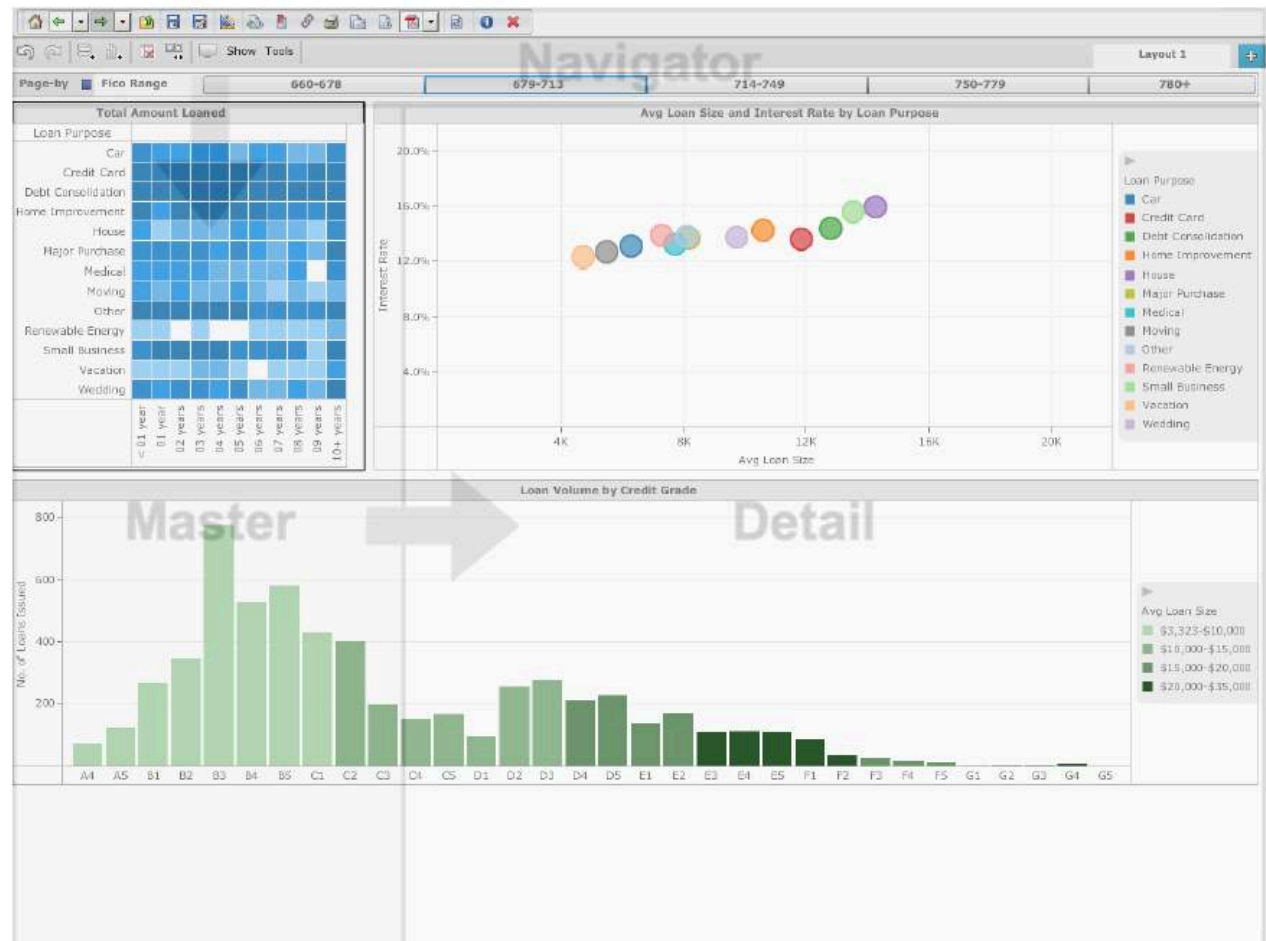 Show Tools
Navigator
Layout 1
Page-by Fico Range 660-678 679-713 714-749 750-779 780+
Total Amount Loaned
Loan Purpose
Car
Credit Card
Debt Consolidation
Home Improvement
House
Major Purchase
Medical
Moving
Other
Renewable Energy
Small Business
Vacation
Wedding
< 01 year
01 year
02 years
03 years
04 years
05 years
06 years
07 years
08 years
09 years
10+ years
Avg Loan Size and Interest Rate by Loan Purpose
Interest Rate
20.0%
16.0%
12.0%
8.0%
4.0%
4K 8K 12K 16K 20K
Avg Loan Size
Loan Purpose
Car
Credit Card
Debt Consolidation
Home Improvement
House
Major Purchase
Medical
Moving
Other
Renewable Energy
Small Business
Vacation
Wedding
Loan Volume by Credit Grade
Master
Detail
No. of Loans Issued
800
600
400
200
A4 A5 B1 B2 B3 B4 B5 C1 C2 C3 C4 C5 D1 D2 D3 D4 D5 E1 E2 E3 E4 E5 F1 F2 F3 F4 F5 G1 G2 G3 G4 G5
Avg Loan Size
$3,323-$10,000
$10,000-$15,000
$15,000-$20,000
$20,000-$35,000